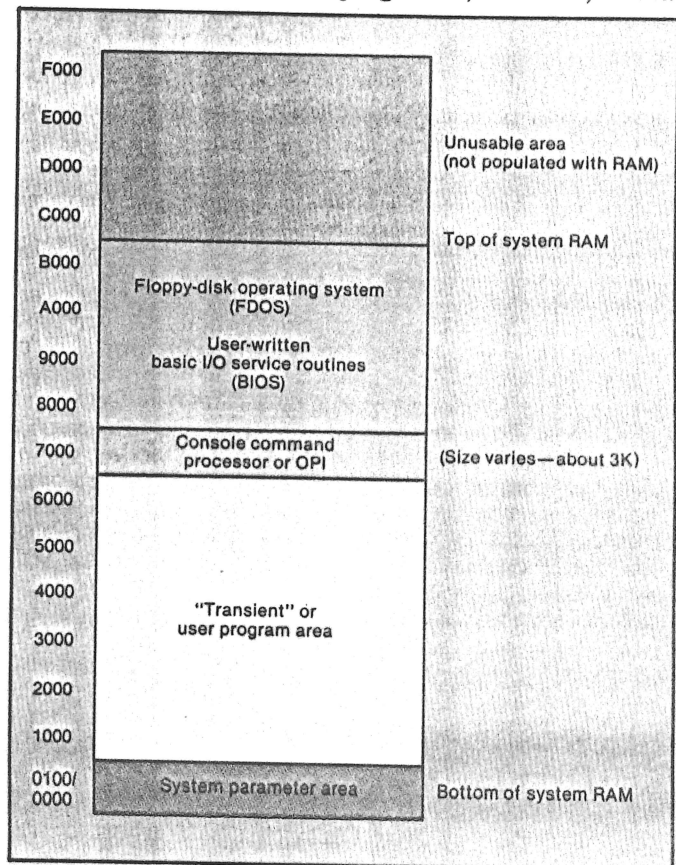 F000
E000
D000
C000
B000
A000
9000
8000
7000
6000
5000
4000
3000
2000
1000
0100/
0000
Unusable area
(not populated with RAM)
Top of system RAM
Floppy-disk operating system
(FDOS)
User-written
basic I/O service routines
(BIOS)
Console command
processor or OPI
(Size varies—about 3K)
"Transient" or
user program area
System parameter area
Bottom of system RAM